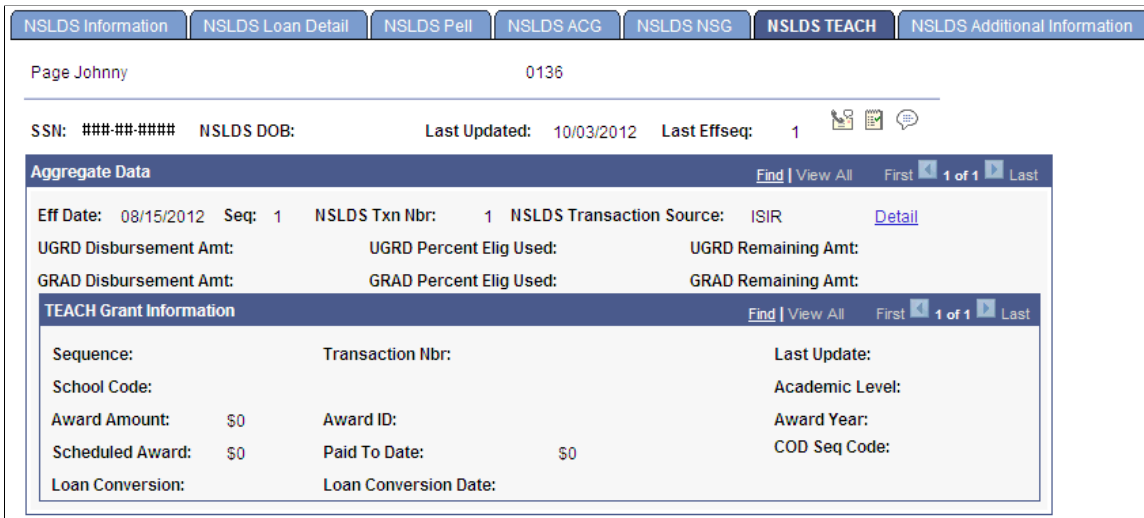 NSLDS Information NSLDS Loan Detail NSLDS Pell NSLDS ACG NSLDS NSG NSLDS TEACH NSLDS Additional Information
Page Johnny 0136
SSN: ###-##-#### NSLDS DOB: Last Updated: 10/03/2012 Last Effseq: 1
Aggregate Data Find | View All First 1 of 1 Last
Eff Date: 08/15/2012 Seq: 1 NSLDS Txn Nbr: 1 NSLDS Transaction Source: ISIR Detail
UGRD Disbursement Amt: UGRD Percent Elig Used: UGRD Remaining Amt:
GRAD Disbursement Amt: GRAD Percent Elig Used: GRAD Remaining Amt:
TEACH Grant Information Find | View All First 1 of 1 Last
Sequence: Transaction Nbr: Last Update:
School Code: Academic Level:
Award Amount: $0 Award ID: Award Year:
Scheduled Award: $0 Paid To Date: $0 COD Seq Code:
Loan Conversion: Loan Conversion Date: